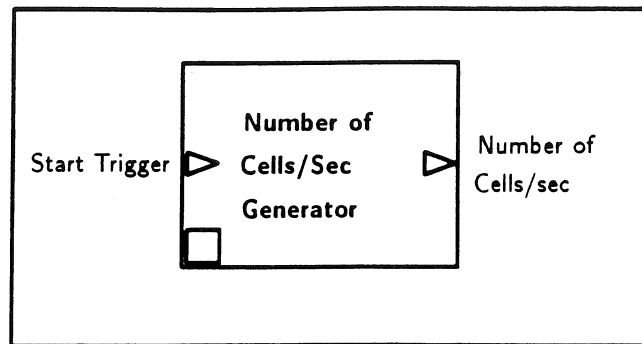 Start Trigger
Number of
Cells/Sec
Generator
Number of
Cells/sec